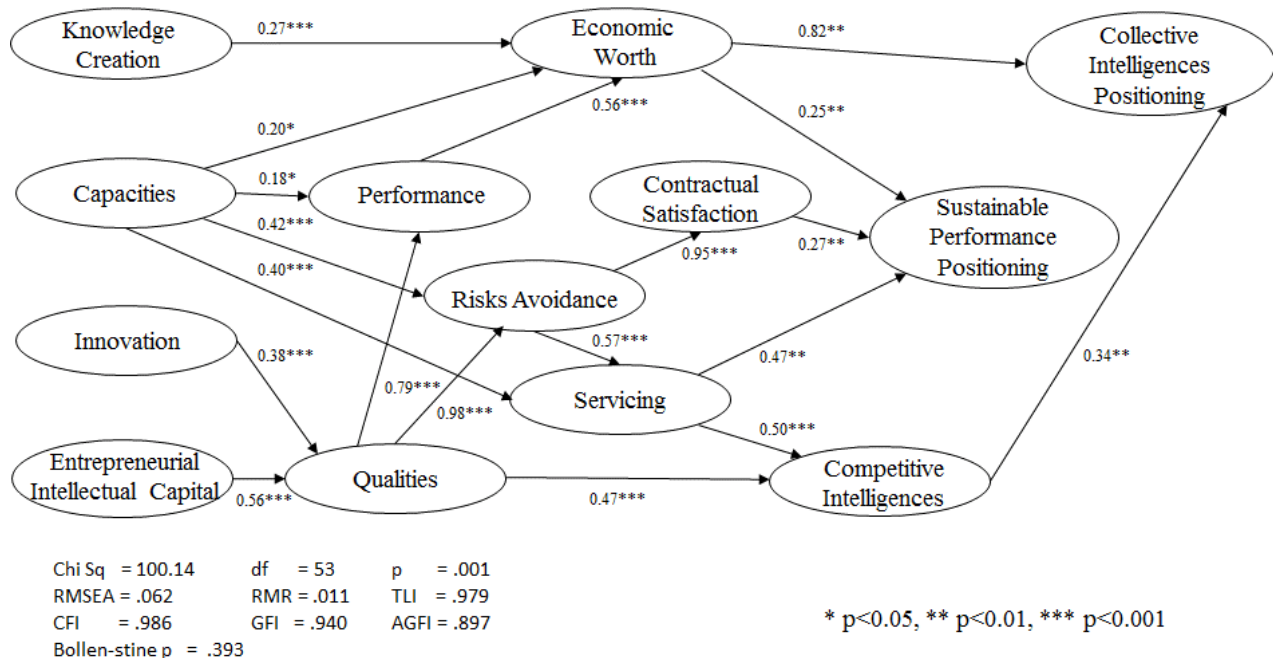 Knowledge
Creation
0.27***
Economic
Worth
0.82**
Collective
Intelligences
Positioning
0.20*
0.56***
0.25**
Capacities
0.18*
Performance
Contractual
Satisfaction
Sustainable
Performance
Positioning
0.42***
0.40***
0.95***
0.27**
Risks Avoidance
Innovation
0.38***
0.57***
0.47**
0.34**
0.79***
0.98***
Servicing
0.50***
Entrepreneurial
Intellectual Capital
0.56***
Qualities
0.47***
Competitive
Intelligences
Chi Sq = 100.14 df = 53 p = .001
RMSEA = .062 RMR = .011 TLI = .979
CFI = .986 GFI = .940 AGFI = .897
Bollen-stine p = .393
* p<0.05, ** p<0.01, *** p<0.001